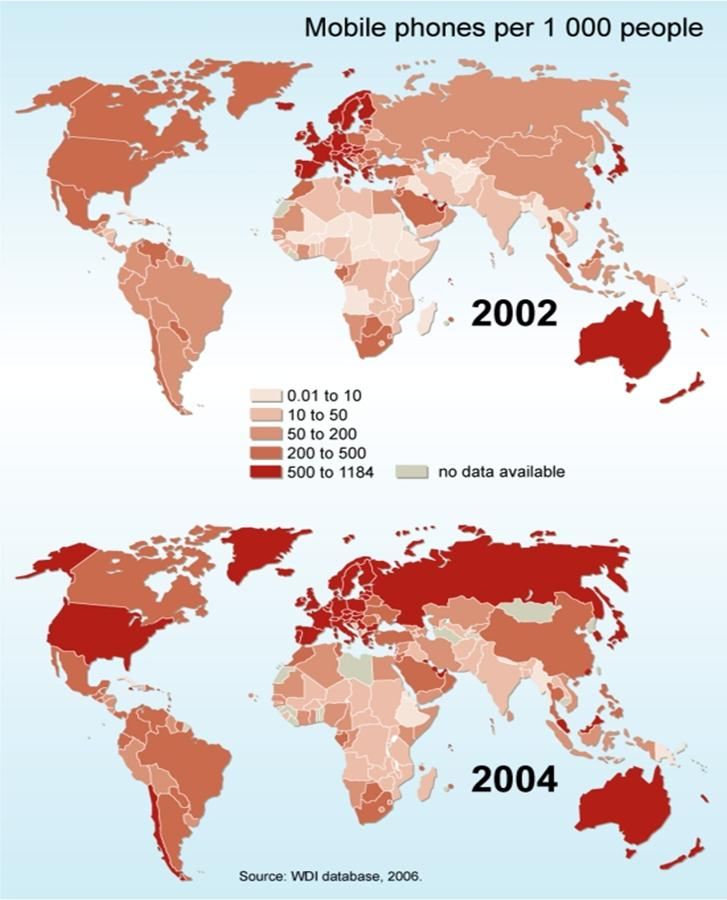 Mobile phones per 1 000 people
2002
0.01 to 10
10 to 50
50 to 200
200 to 500
500 to 1184
no data available
2004
Source: WDI database, 2006.